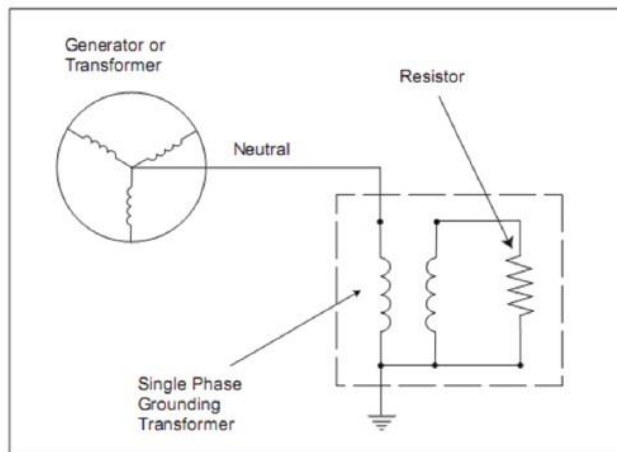 Generator or
Transformer
Resistor
Neutral
Single Phase
Grounding
Transformer